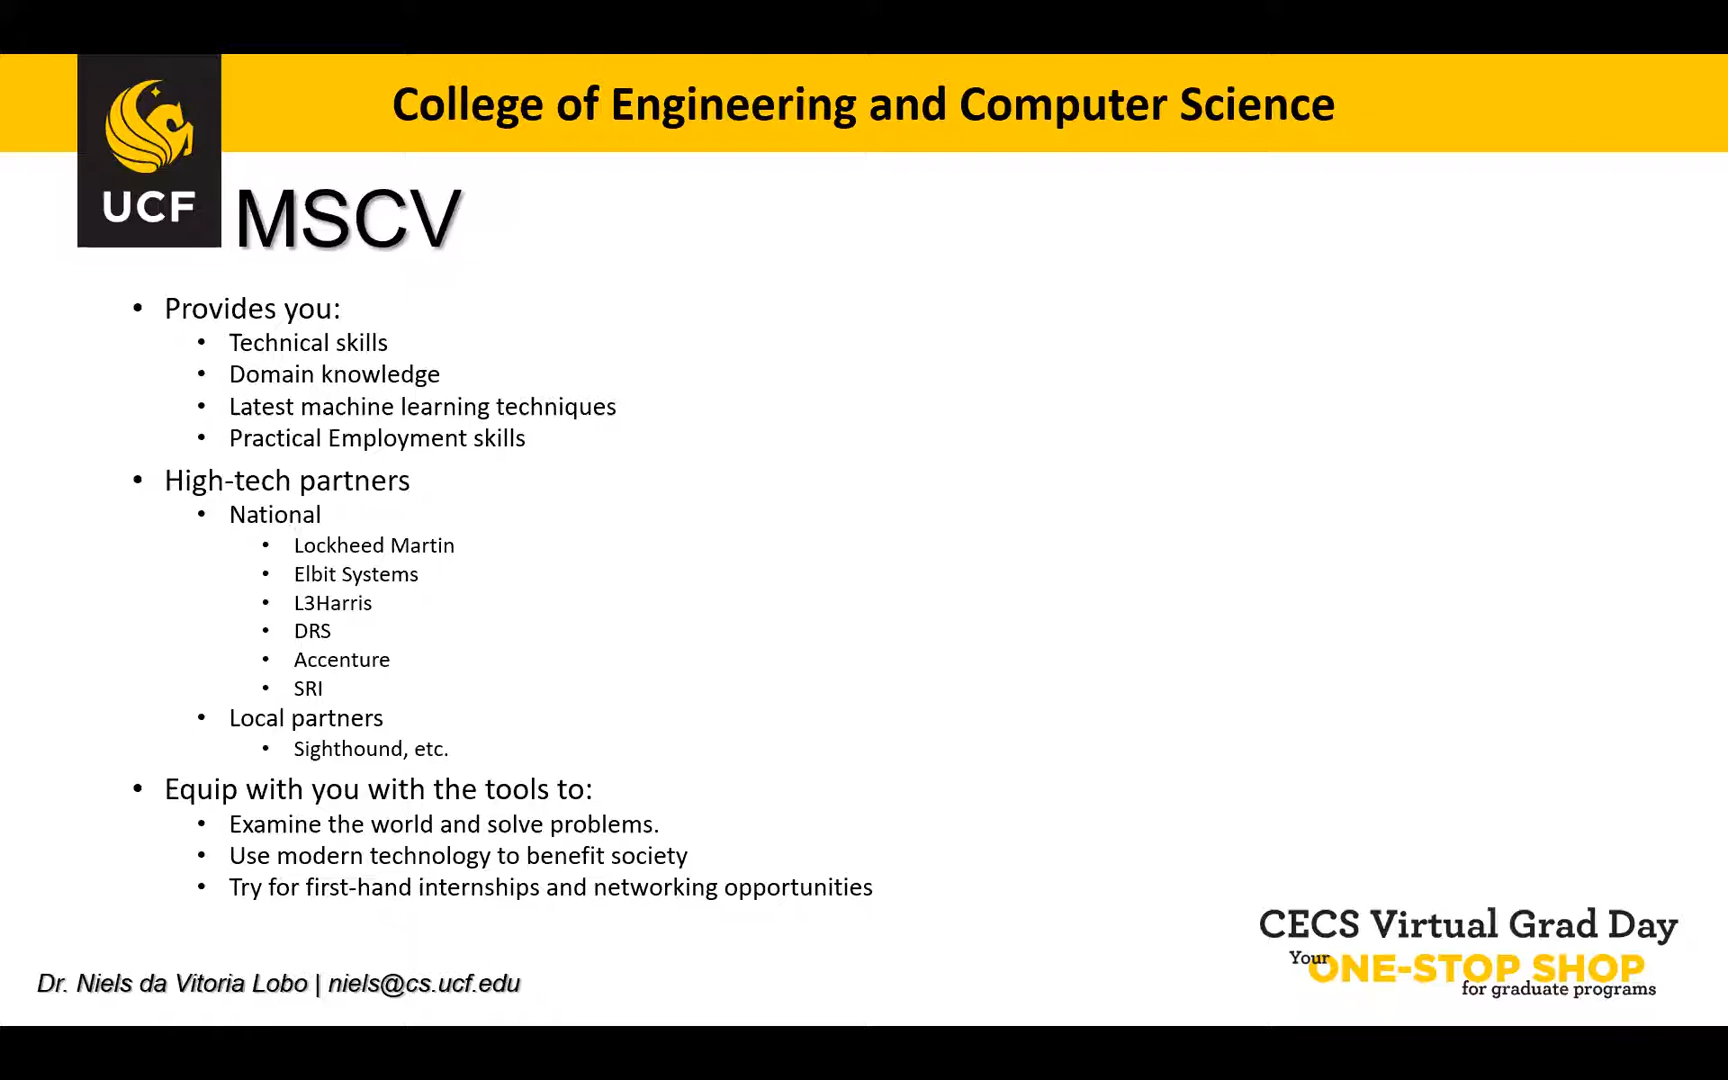 College of Engineering and Computer Science
UCF
MSCV
• Provides you:
• Technical skills
• Domain knowledge
• Latest machine learning techniques
• Practical Employment skills
• High-tech partners
• National
• Lockheed Martin
• Elbit Systems
• L3Harris
• DRS
• Accenture
• SRI
• Local partners
• Sighthound, etc.
• Equip with you with the tools to:
• Examine the world and solve problems.
• Use modern technology to benefit society
• Try for first-hand internships and networking opportunities
CECS Virtual Grad Day
Your ONE-STOP SHOP
for graduate programs
Dr. Niels da Vitoria Lobo | niels@cs.ucf.edu